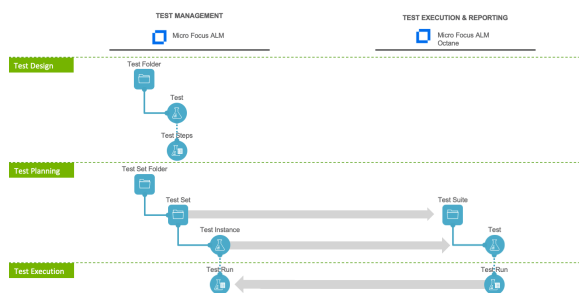 TEST MANAGEMENT
TEST EXECUTION & REPORTING
Micro Focus ALM
Micro Focus ALM
Octane
Test Design
Test Folder
Test
Test Steps
Test Planning
Test Set Folder
Test Set
Test Suite
Test Instance
Test
Test Execution
Test Run
Test Run